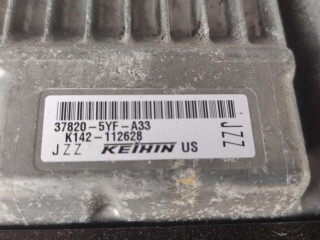 37820-5YF-A33
K142-112628
JZZ KEIHIN US
JZZ